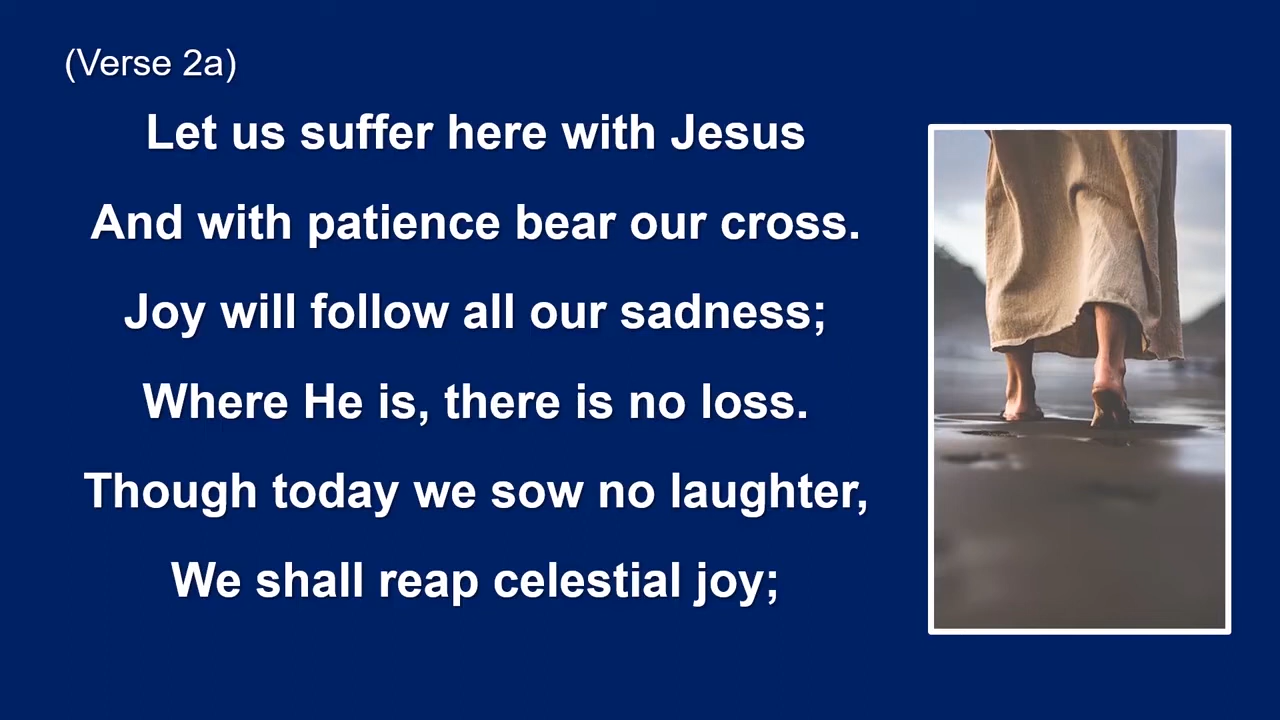 (Verse 2a)
Let us suffer here with Jesus
And with patience bear our cross.
Joy will follow all our sadness;
Where He is, there is no loss.
Though today we sow no laughter,
We shall reap celestial joy;